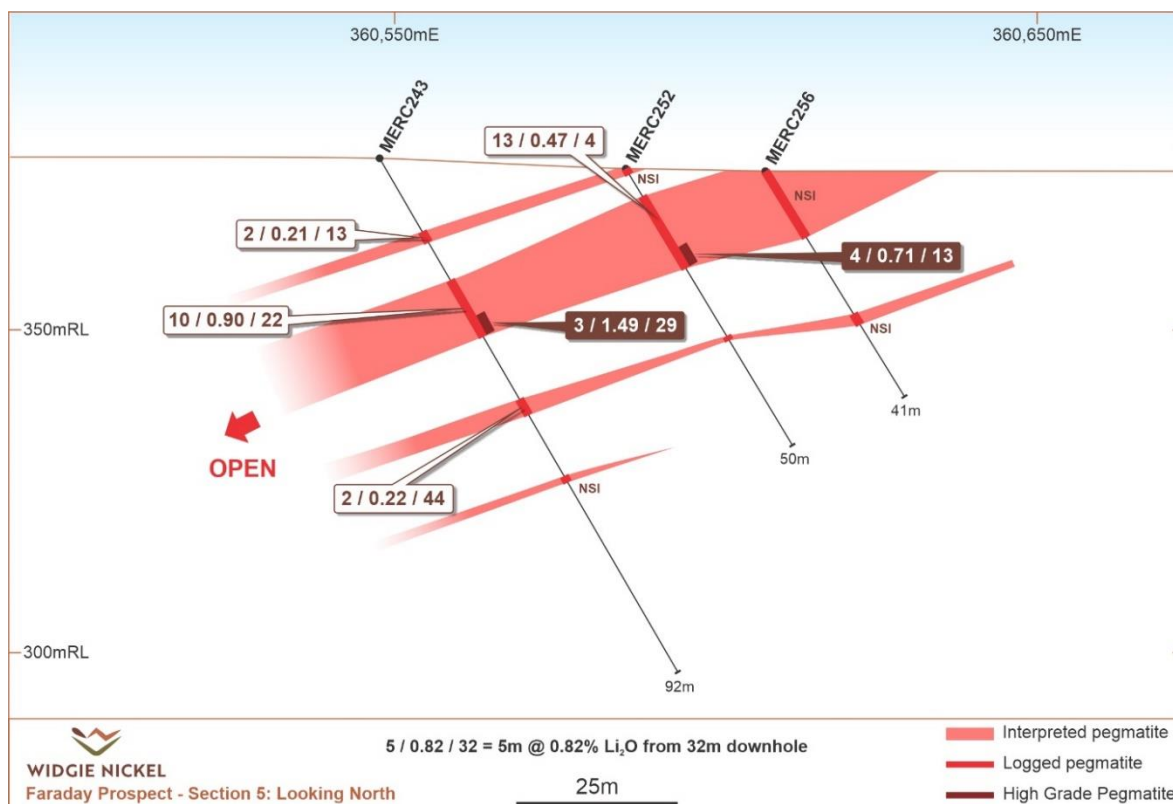 360,550mE
360,650mE
MERC243
MERC252
MERC256
13 / 0.47 / 4
NSI
NSI
2 / 0.21 / 13
4 / 0.71 / 13
10 / 0.90 / 22
3 / 1.49 / 29
350mRL
NSI
41m
OPEN
50m
2 / 0.22 / 44
NSI
300mRL
92m
WIDGIE NICKEL
Faraday Prospect - Section 5: Looking North
5 / 0.82 / 32 = 5m @ 0.82% Li₂O from 32m downhole
25m
Interpreted pegmatite
Logged pegmatite
High Grade Pegmatite